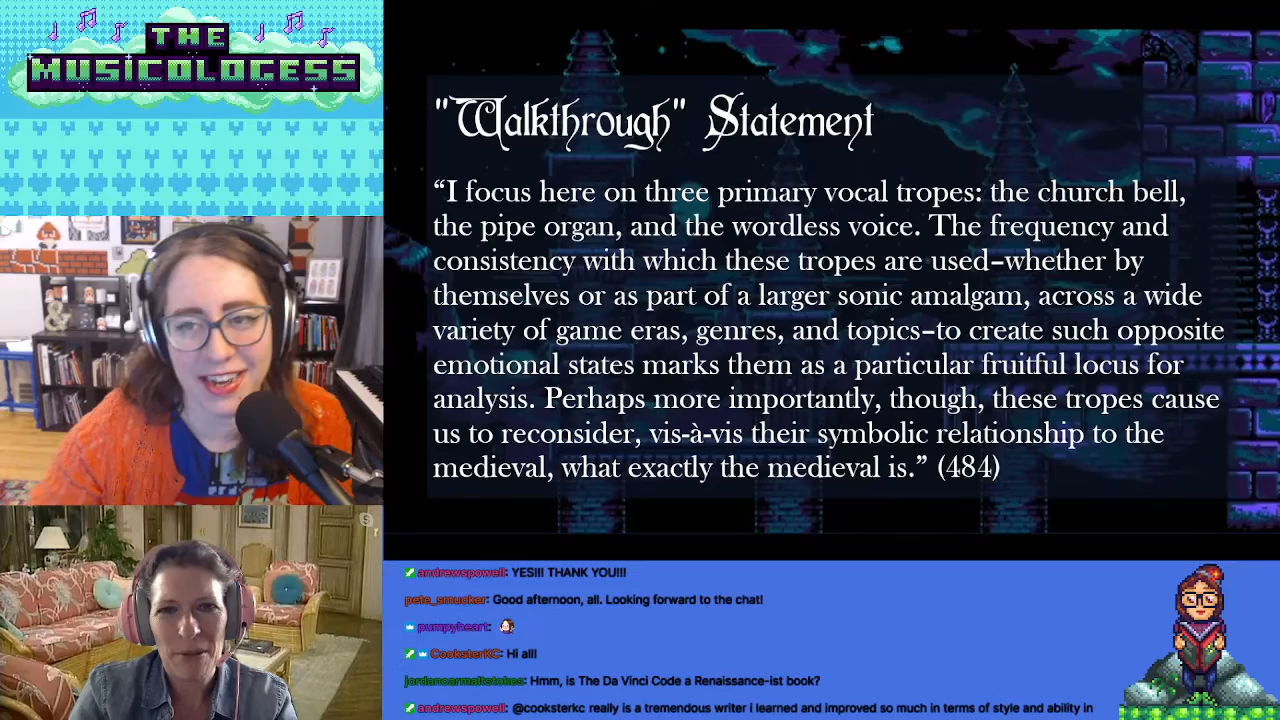 THE
MUSICOLOGESS
"Walkthrough" Statement
“I focus here on three primary vocal tropes: the church bell,
the pipe organ, and the wordless voice. The frequency and
consistency with which these tropes are used–whether by
themselves or as part of a larger sonic amalgam, across a wide
variety of game eras, genres, and topics–to create such opposite
emotional states marks them as a particular fruitful locus for
analysis. Perhaps more importantly, though, these tropes cause
us to reconsider, vis-à-vis their symbolic relationship to the
medieval, what exactly the medieval is.” (484)
andrewspowell: YES!!! THANK YOU!!!
pete_smucker: Good afternoon, all. Looking forward to the chat!
pumpyheart:
CooksterKC: Hi all!
jordanoarmaltstokes: Hmm, is The Da Vinci Code a Renaissance-ist book?
andrewspowell: @cooksterkc really is a tremendous writer i learned and improved so much in terms of style and ability in